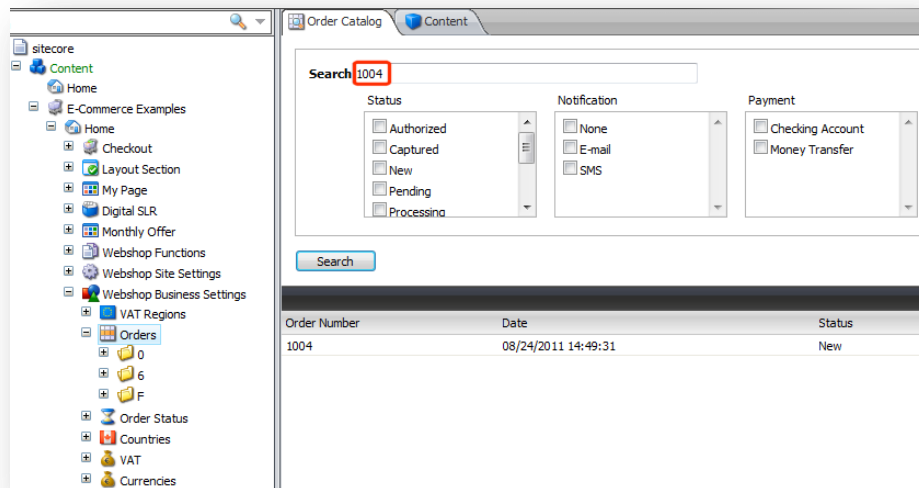 Order Catalog
Content
sitecore
Content
Home
E-Commerce Examples
Home
Checkout
Layout Section
My Page
Digital SLR
Monthly Offer
Webshop Functions
Webshop Site Settings
Webshop Business Settings
VAT Regions
Orders
0
6
F
Order Status
Countries
VAT
Currencies
Search 1004
Status
Notification
Payment
Authorized
Captured
New
Pending
Processing
None
E-mail
SMS
Checking Account
Money Transfer
Search
Order Number Date Status
1004 08/24/2011 14:49:31 New